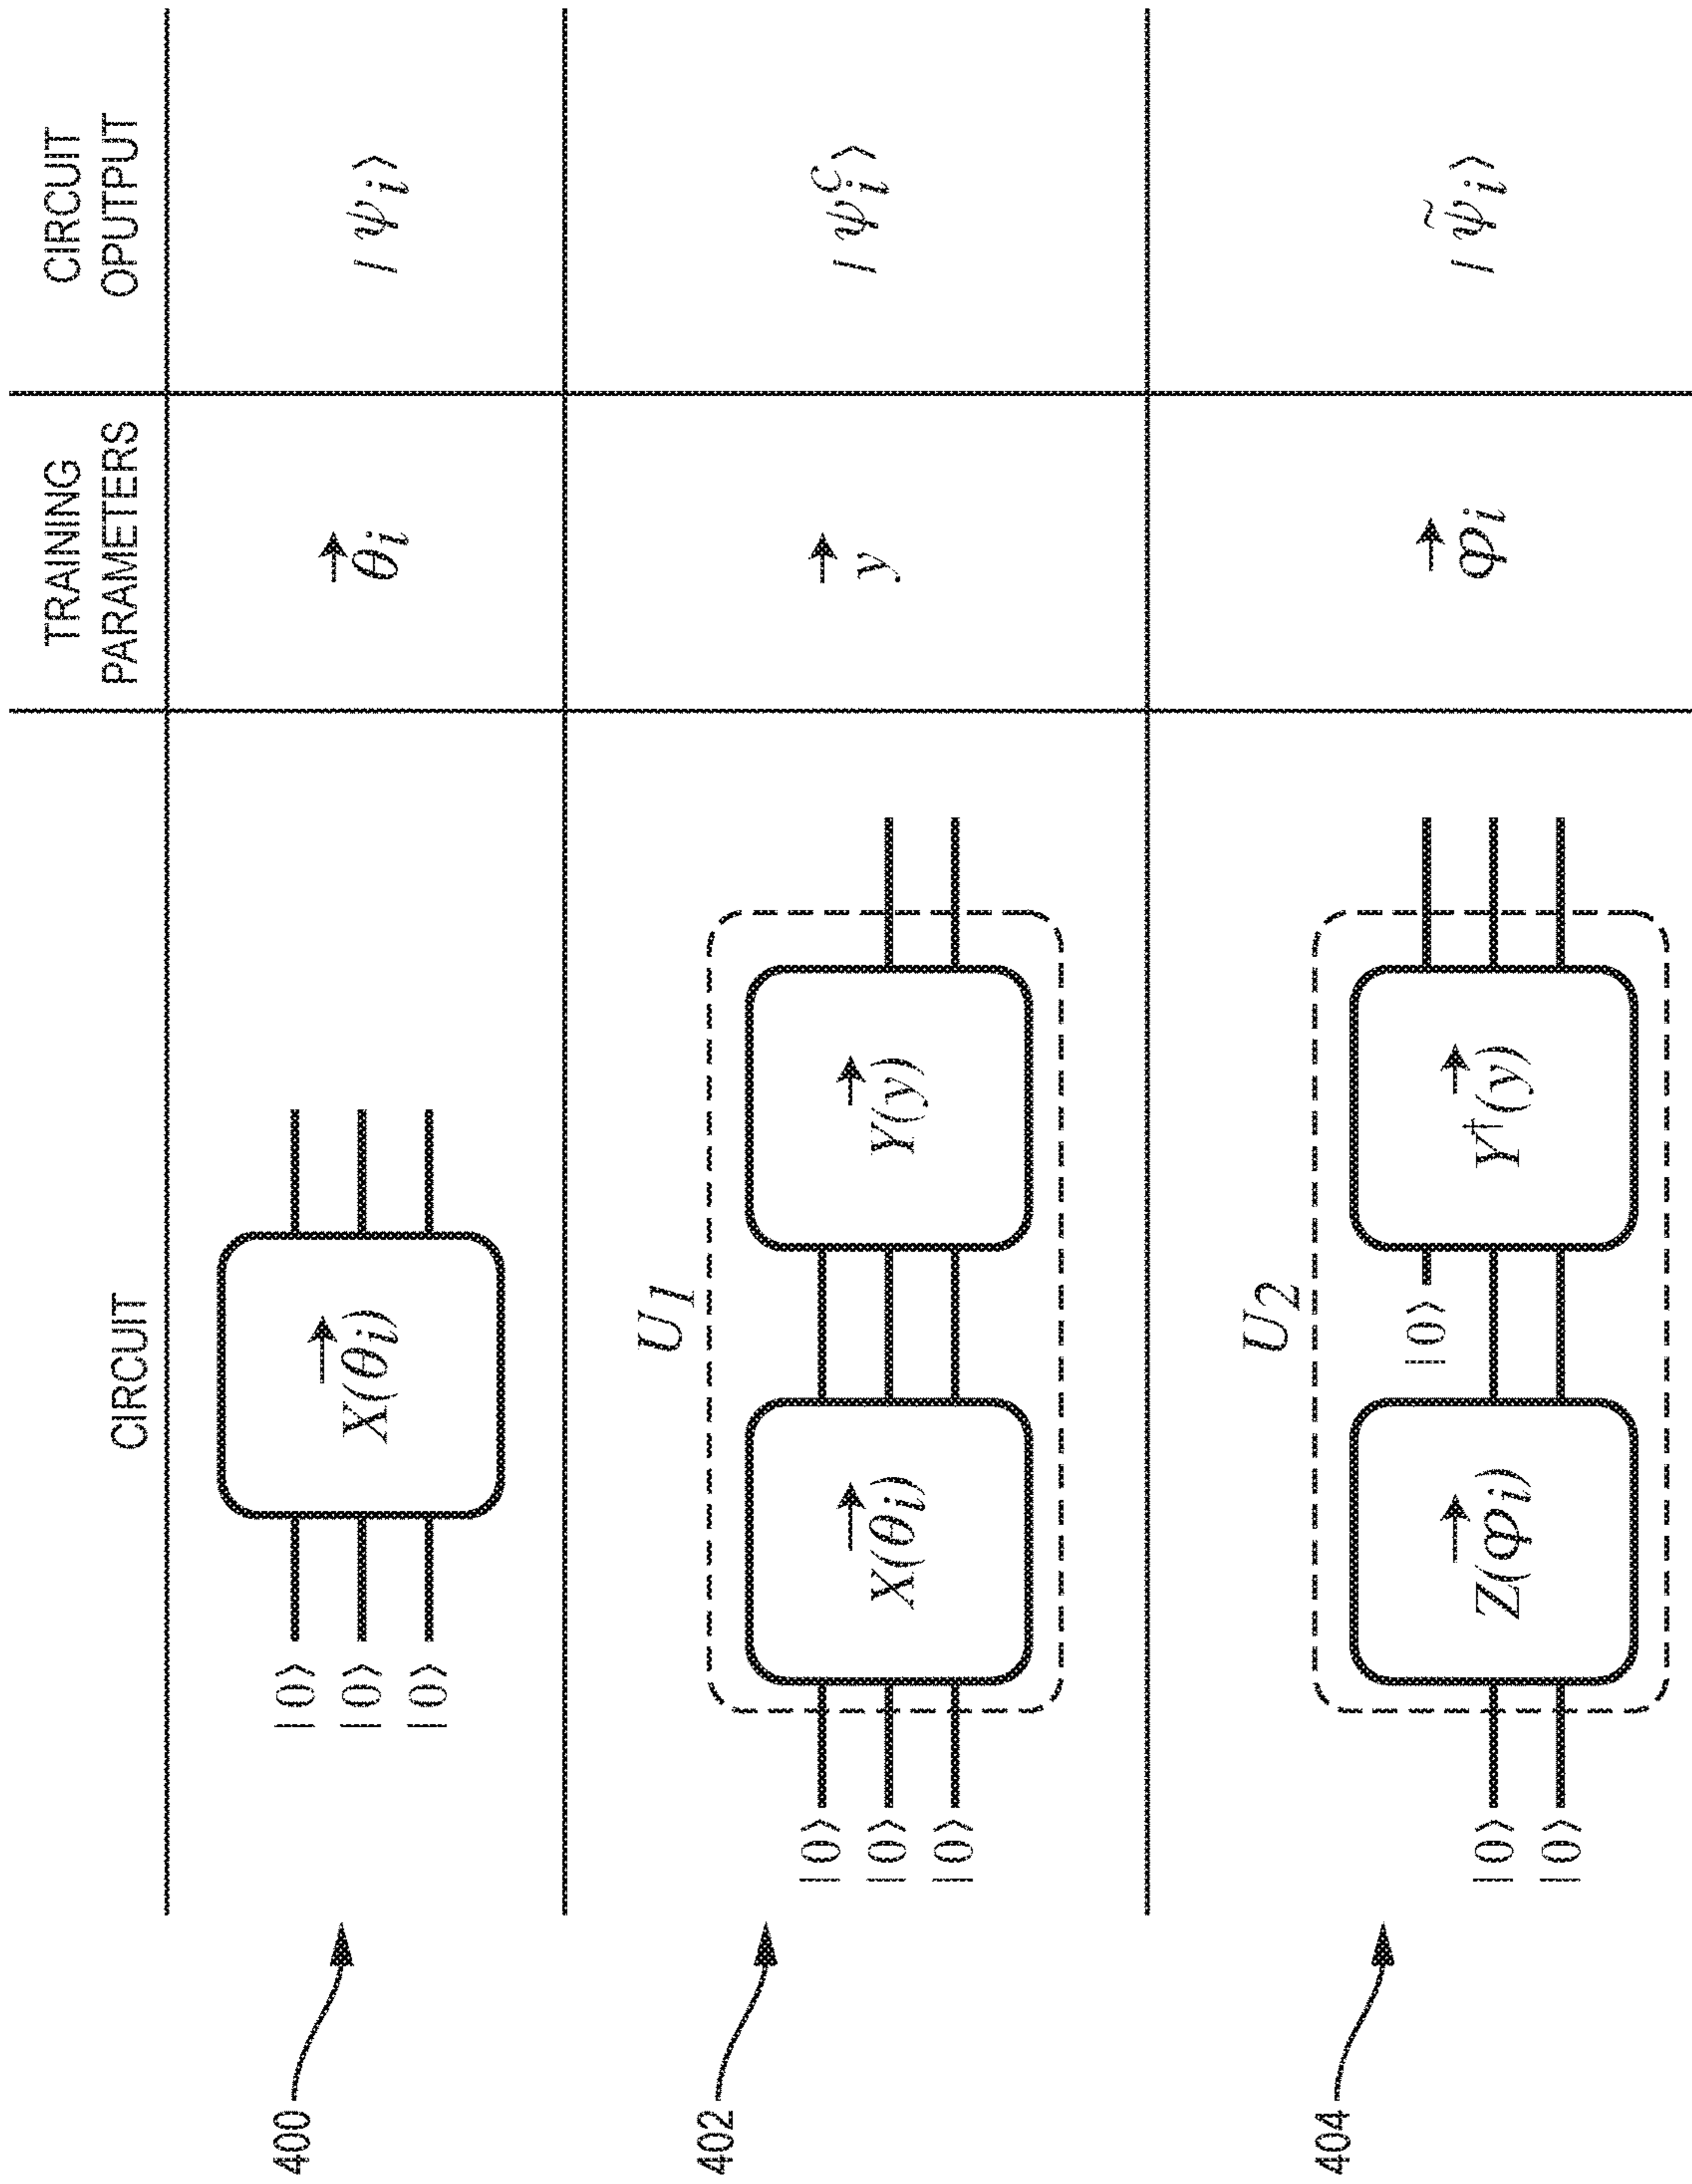 CIRCUIT
TRAINING
PARAMETERS
CIRCUIT
OPUTPUT
400
|0⟩
|0⟩
|0⟩
X(θ⃗i)
θ⃗i
|ψi⟩
402
U1
|0⟩
|0⟩
|0⟩
X(θ⃗i)
Y(y⃗)
y⃗
|ψiC⟩
404
U2
|0⟩
|0⟩
|0⟩
Z(φ⃗i)
Y†(y⃗)
φ⃗i
|ψ̃i⟩